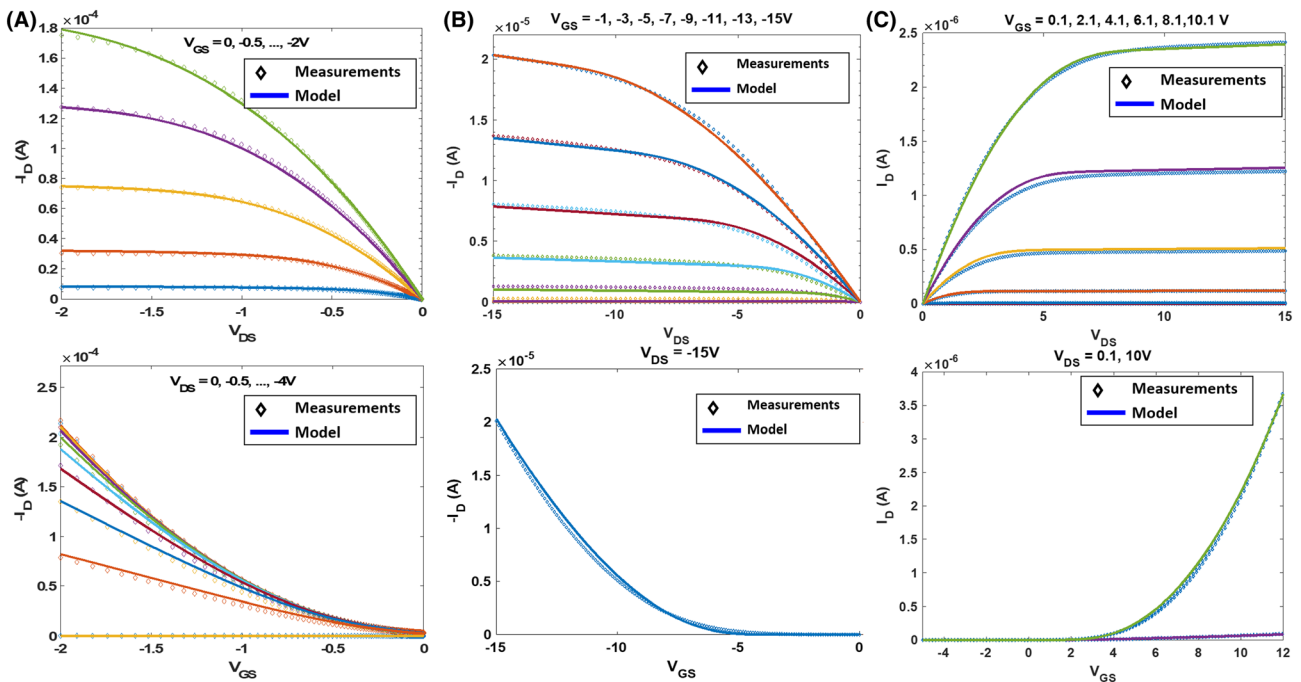 (A)
×10⁻⁴
V_GS = 0, -0.5, ..., -2V
Measurements
Model
1.8
1.6
1.4
1.2
1
0.8
0.6
0.4
0.2
0
-I_D (A)
-2 -1.5 -1 -0.5 0
V_DS
(B)
×10⁻⁵
V_GS = -1, -3, -5, -7, -9, -11, -13, -15V
Measurements
Model
2
1.5
1
0.5
0
-I_D (A)
-15 -10 -5 0
V_DS
(C)
×10⁻⁶
V_GS = 0.1, 2.1, 4.1, 6.1, 8.1,10.1 V
Measurements
Model
2.5
2
1.5
1
0.5
0
I_D (A)
0 5 10 15
V_DS
×10⁻⁴
V_DS = 0, -0.5, ..., -4V
Measurements
Model
2.5
2
1.5
1
0.5
0
-I_D (A)
-2 -1.5 -1 -0.5 0
V_GS
×10⁻⁵
V_DS = -15V
Measurements
Model
2.5
2
1.5
1
0.5
0
-I_D (A)
-15 -10 -5 0
V_GS
×10⁻⁶
V_DS = 0.1, 10V
Measurements
Model
4
3.5
3
2.5
2
1.5
1
0.5
0
I_D (A)
-4 -2 0 2 4 6 8 10 12
V_GS